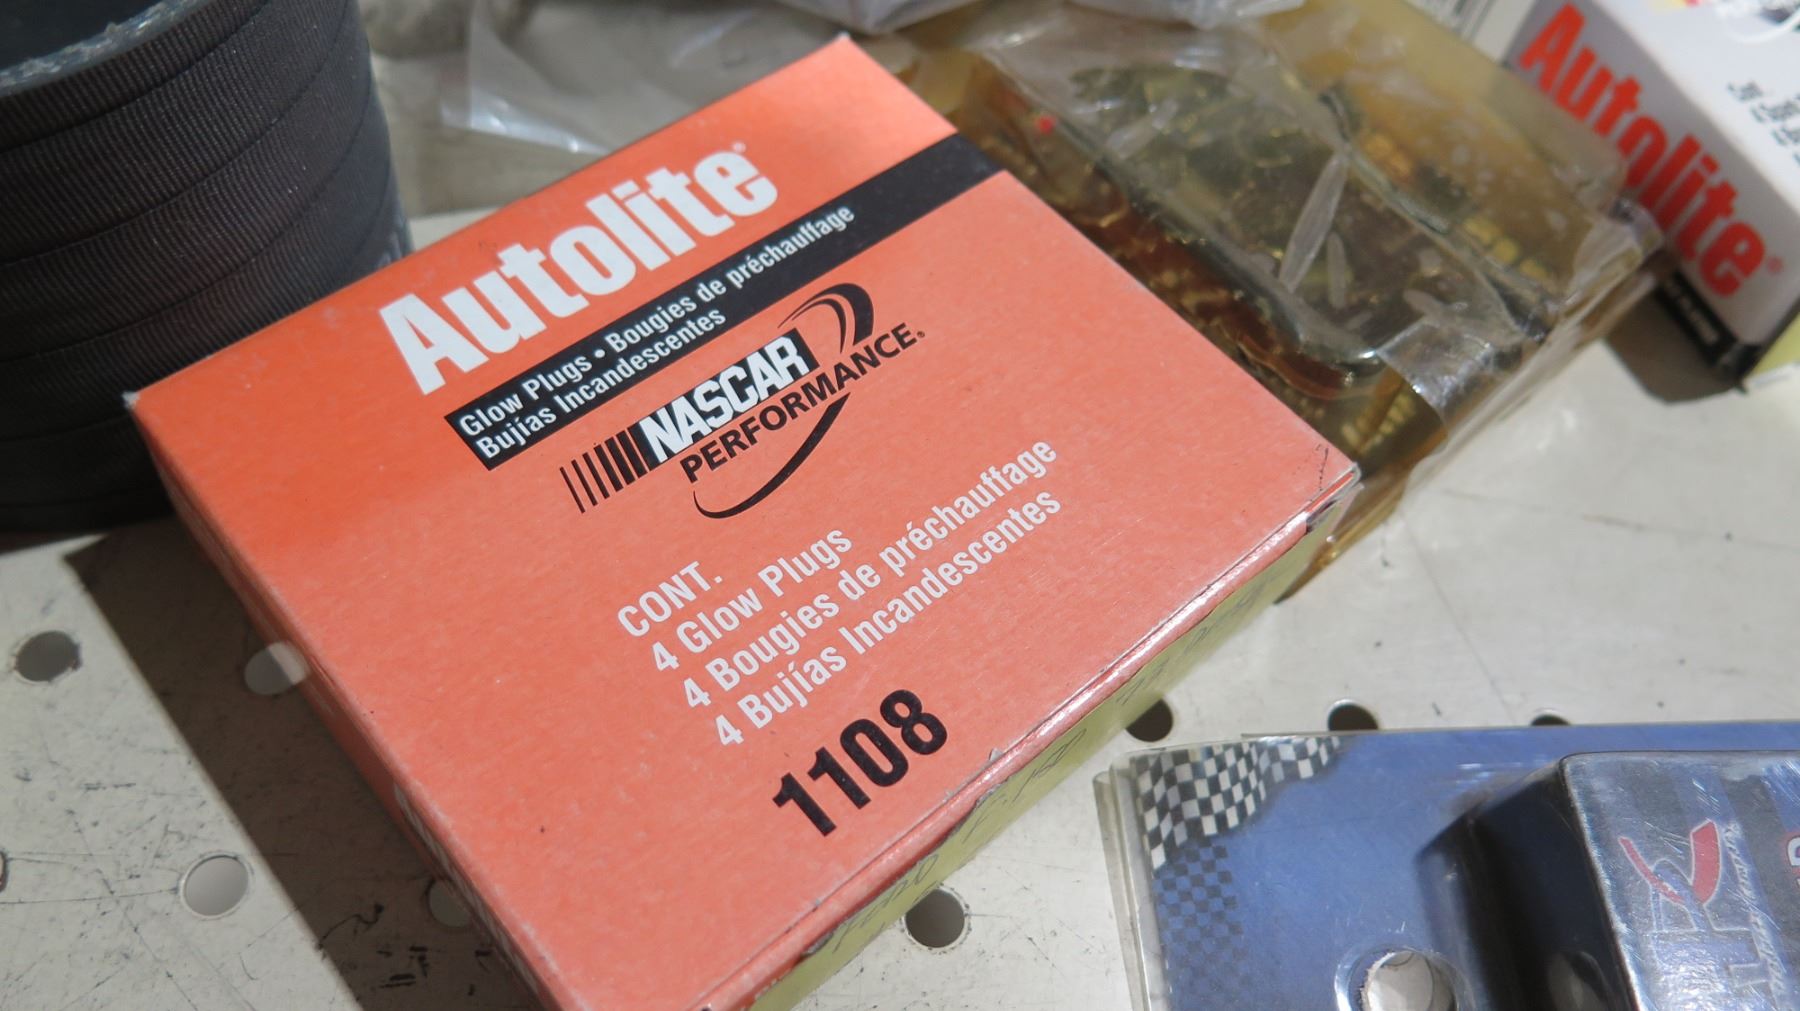 Autolite®
Glow Plugs • Bougies de préchauffage
Bujías Incandescentes
NASCAR
PERFORMANCE®
CONT.
4 Glow Plugs
4 Bougies de préchauffage
4 Bujías Incandescentes
1108
Autolite®